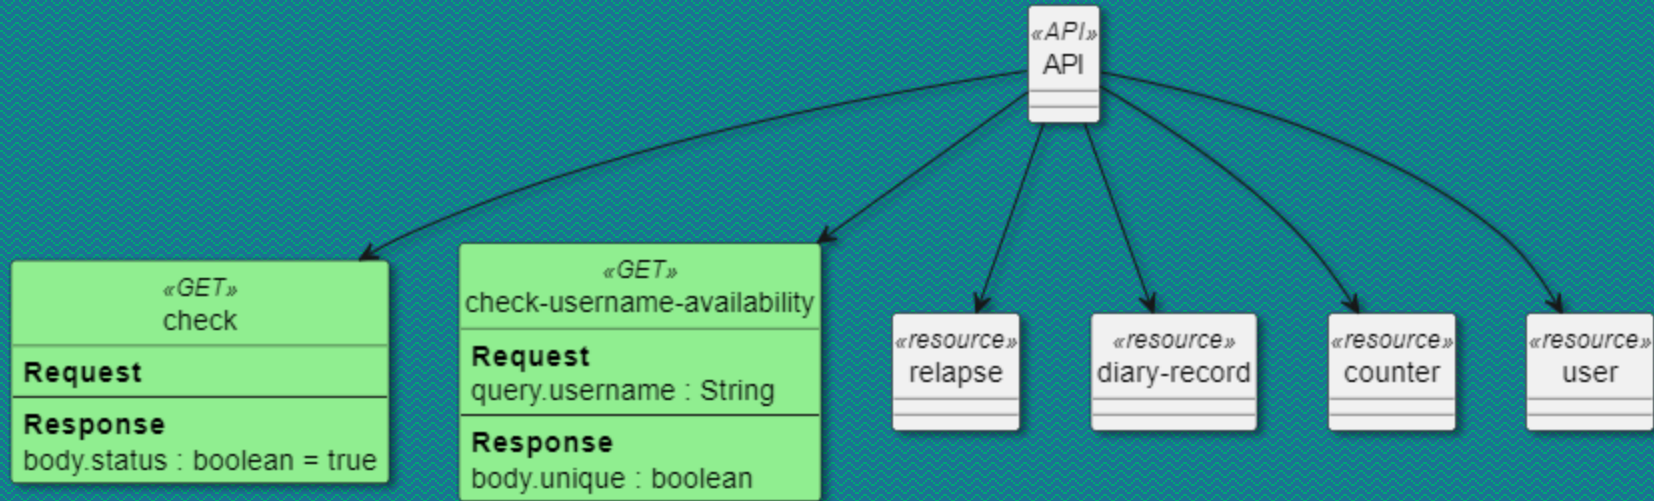 «API»
API
«GET»
check
Request
Response
body.status : boolean = true
«GET»
check-username-availability
Request
query.username : String
Response
body.unique : boolean
«resource»
relapse
«resource»
diary-record
«resource»
counter
«resource»
user